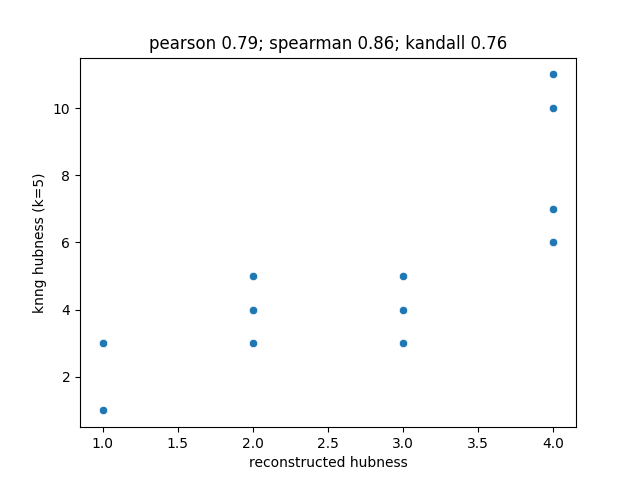 pearson 0.79; spearman 0.86; kandall 0.76
knng hubness (k=5)
10
8
6
4
2
1.0 1.5 2.0 2.5 3.0 3.5 4.0
reconstructed hubness